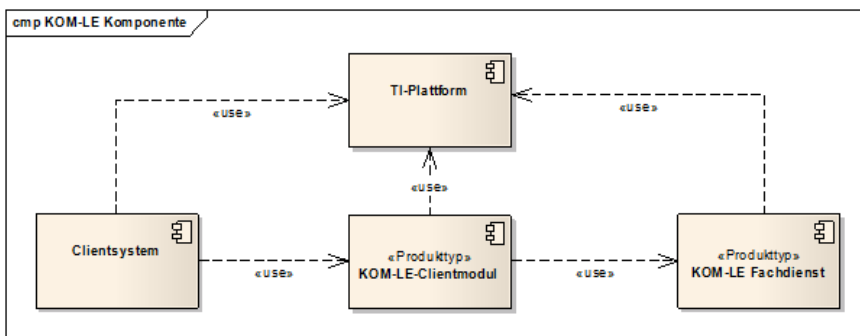 cmp KOM-LE Komponente
TI-Plattform
«use»
«use»
«use»
Clientsystem
«Produkttyp»
KOM-LE-Clientmodul
«Produkttyp»
KOM-LE Fachdienst
«use»
«use»